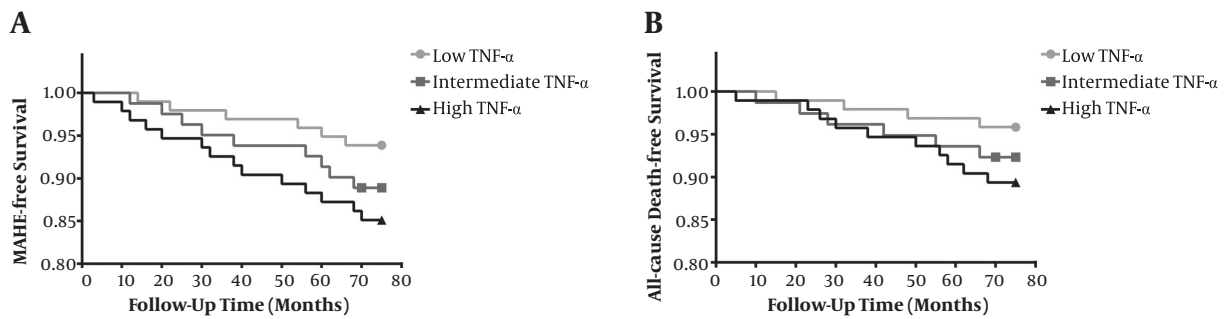 A
MAHE-free Survival
1.00
0.95
0.90
0.85
0.80
0 10 20 30 40 50 60 70 80
Follow-Up Time (Months)
Low TNF-α
Intermediate TNF-α
High TNF-α
B
All-cause Death-free Survival
1.00
0.95
0.90
0.85
0.80
0 10 20 30 40 50 60 70 80
Follow-Up Time (Months)
Low TNF-α
Intermediate TNF-α
High TNF-α